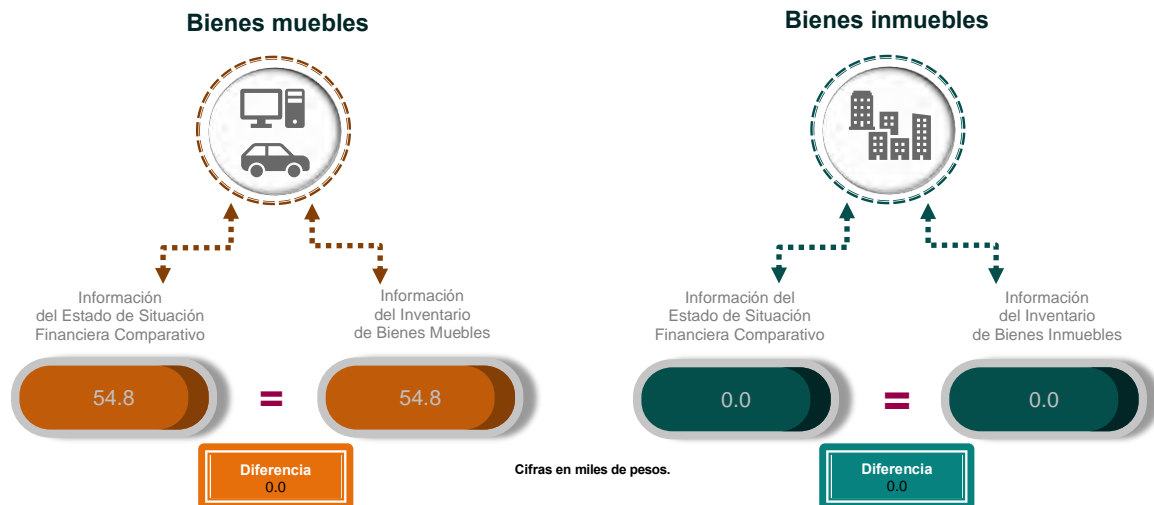 Bienes muebles
Información
del Estado de Situación
Financiera Comparativo
Información
del Inventario
de Bienes Muebles
54.8
=
54.8
Diferencia
0.0
Cifras en miles de pesos.
Bienes inmuebles
Información del
Estado de Situación
Financiera Comparativo
Información
del Inventario
de Bienes Inmuebles
0.0
=
0.0
Diferencia
0.0